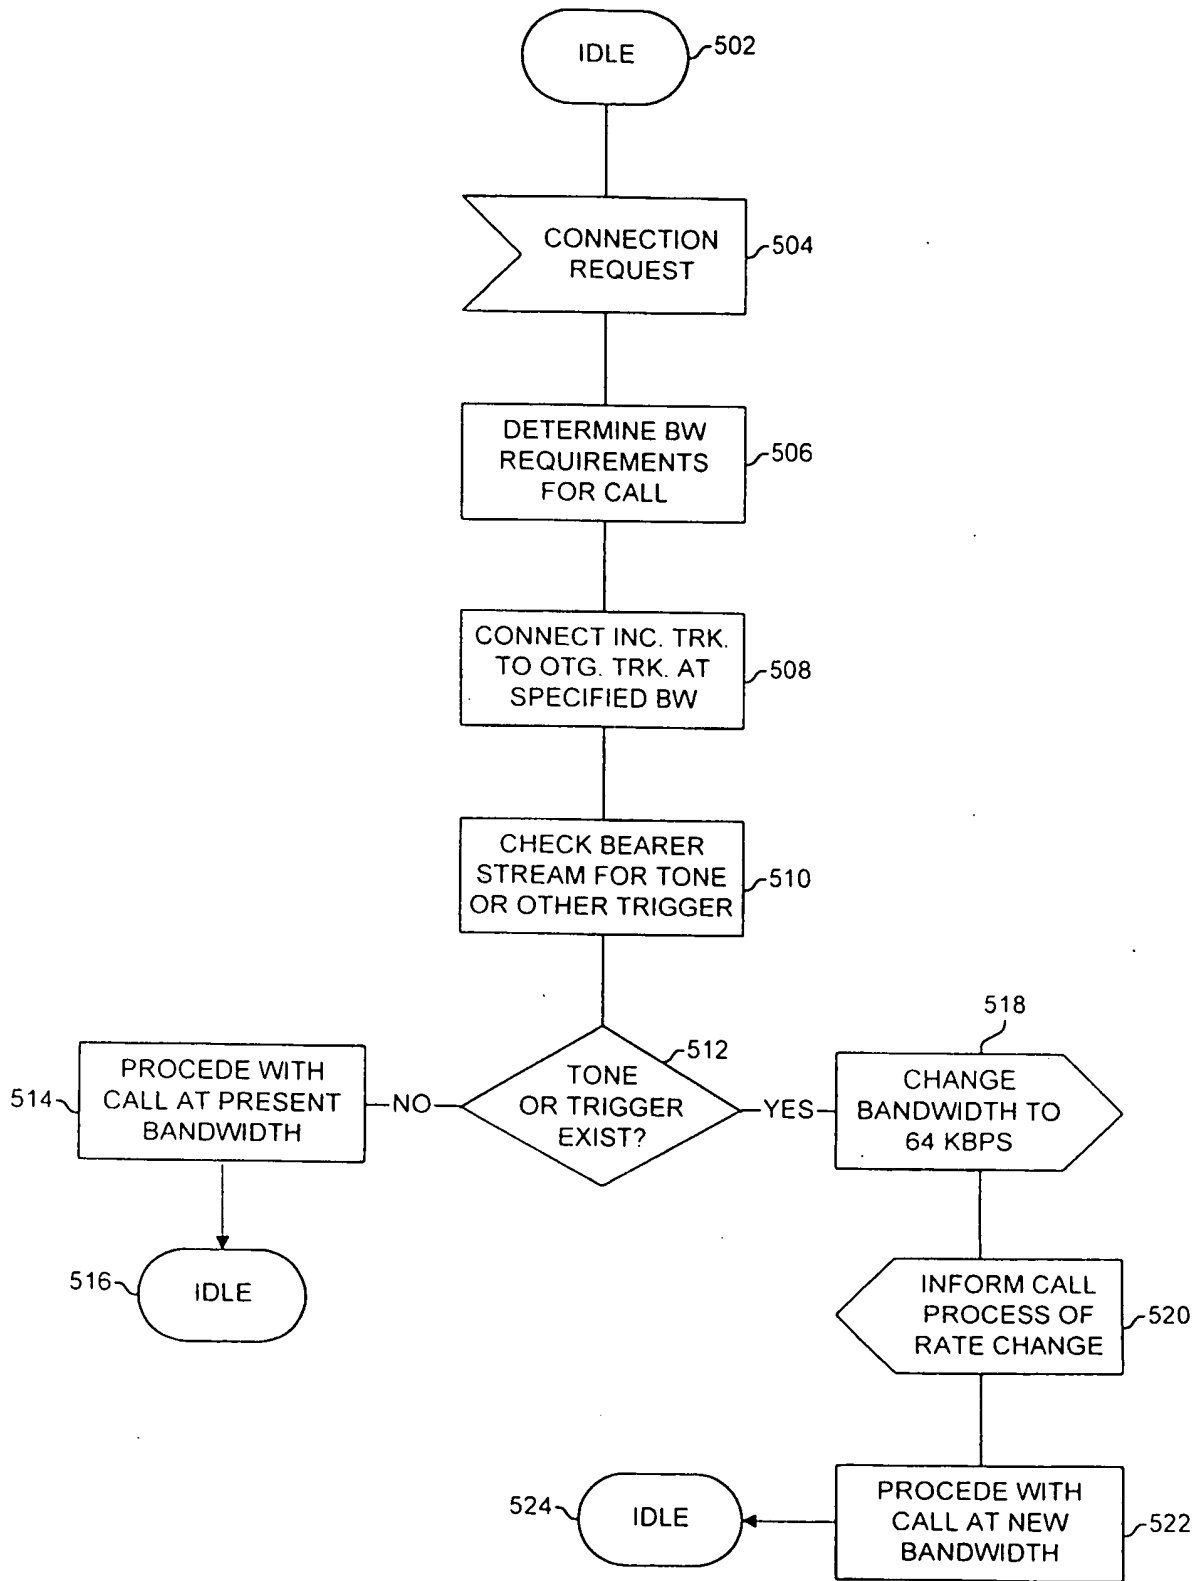 IDLE
502
CONNECTION
REQUEST
504
DETERMINE BW
REQUIREMENTS
FOR CALL
506
CONNECT INC. TRK.
TO OTG. TRK. AT
SPECIFIED BW
508
CHECK BEARER
STREAM FOR TONE
OR OTHER TRIGGER
510
TONE
OR TRIGGER
EXIST?
512
NO
YES
514
PROCEDE WITH
CALL AT PRESENT
BANDWIDTH
516
IDLE
518
CHANGE
BANDWIDTH TO
64 KBPS
INFORM CALL
PROCESS OF
RATE CHANGE
520
PROCEDE WITH
CALL AT NEW
BANDWIDTH
522
524
IDLE